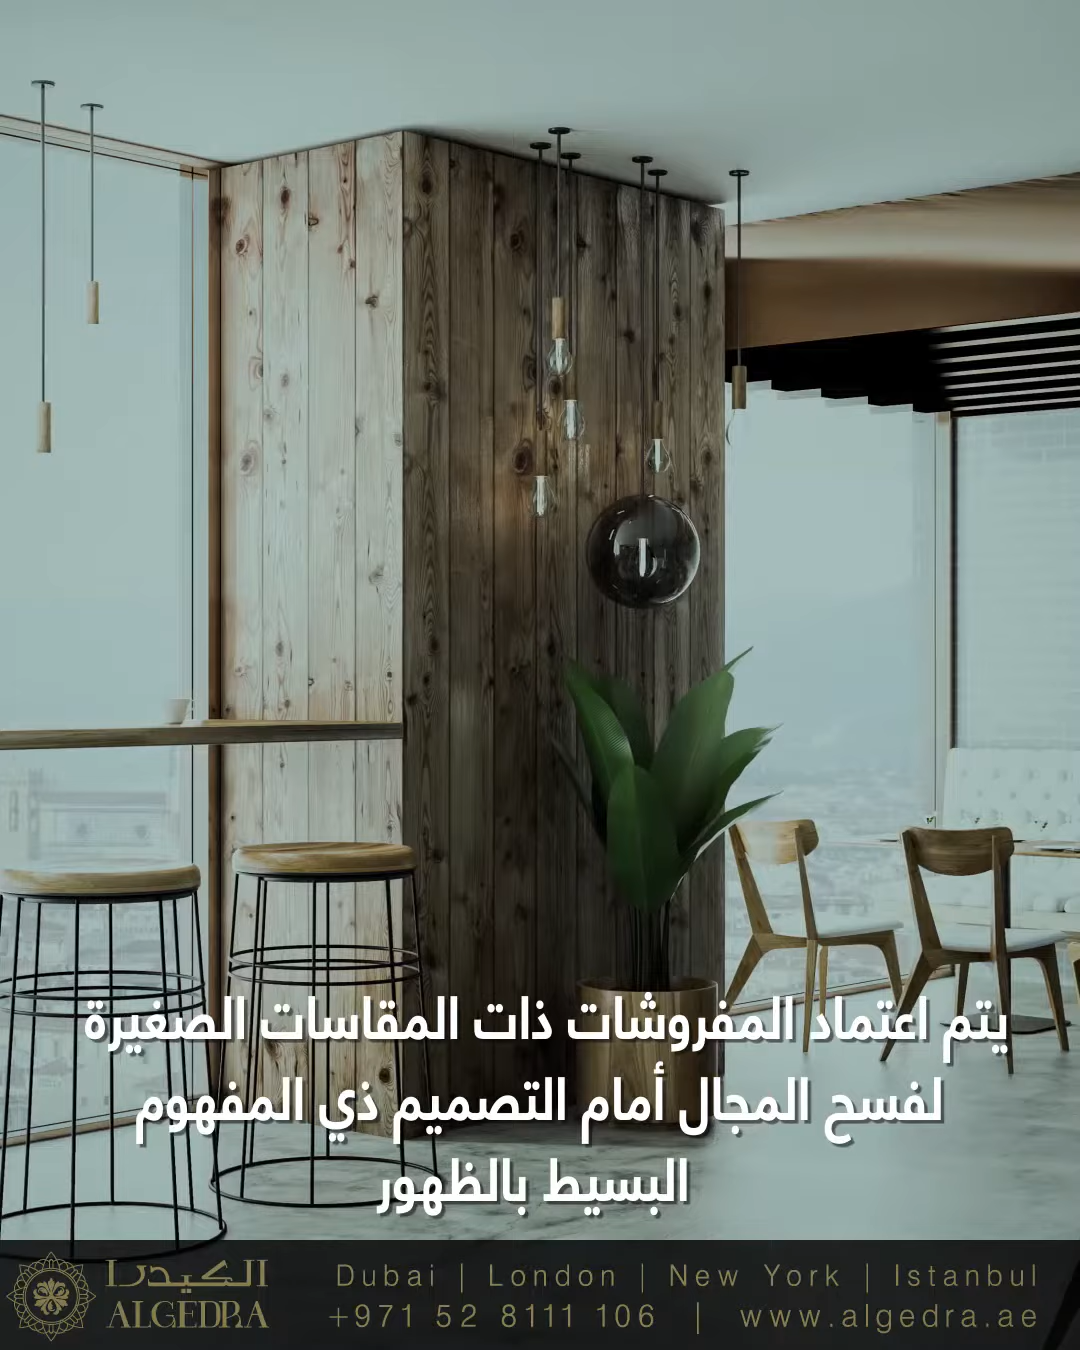 يتم اعتماد المفروشات ذات المقاسات الصغيرة
لفسح المجال أمام التصميم ذي المفهوم
البسيط بالظهور
الكيدرا
ALGEDRA
Dubai | London | New York | Istanbul
+971 52 8111 106 | www.algedra.ae